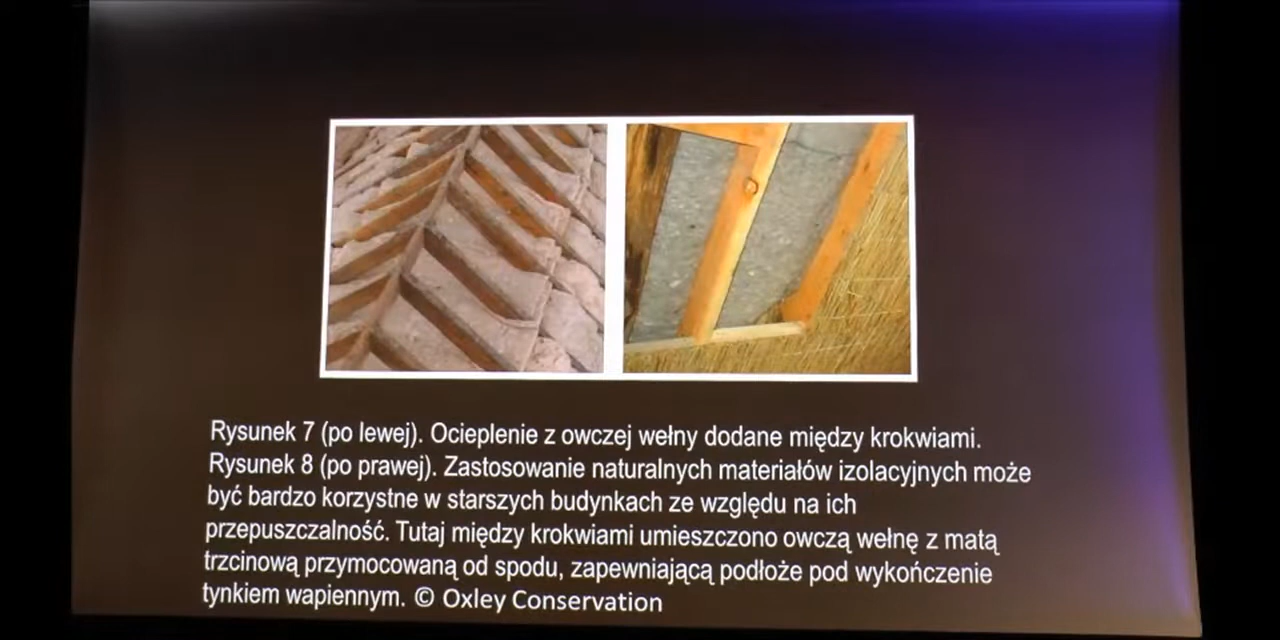 Rysunek 7 (po lewej). Ocieplenie z owczej wełny dodane między krokwiami.
Rysunek 8 (po prawej). Zastosowanie naturalnych materiałów izolacyjnych może
być bardzo korzystne w starszych budynkach ze względu na ich
przepuszczalność. Tutaj między krokwiami umieszczono owczą wełnę z matą
trzcinową przymocowaną od spodu, zapewniającą podłoże pod wykończenie
tynkiem wapiennym. © Oxley Conservation